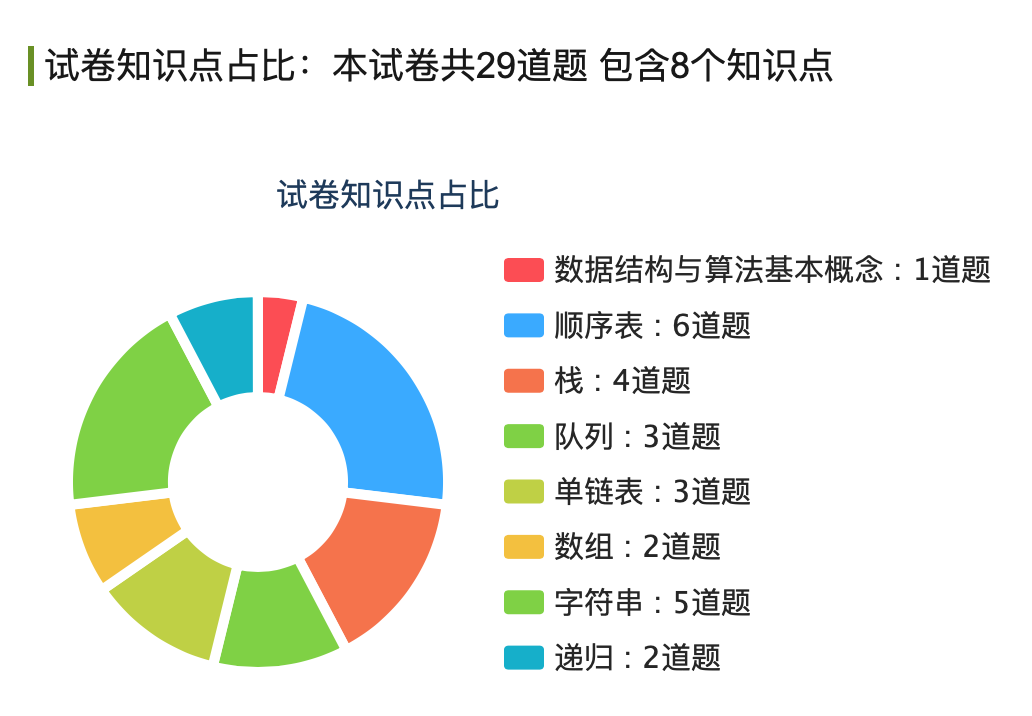 试卷知识点占比：本试卷共29道题 包含8个知识点
试卷知识点占比
数据结构与算法基本概念：1道题
顺序表：6道题
栈：4道题
队列：3道题
单链表：3道题
数组：2道题
字符串：5道题
递归：2道题